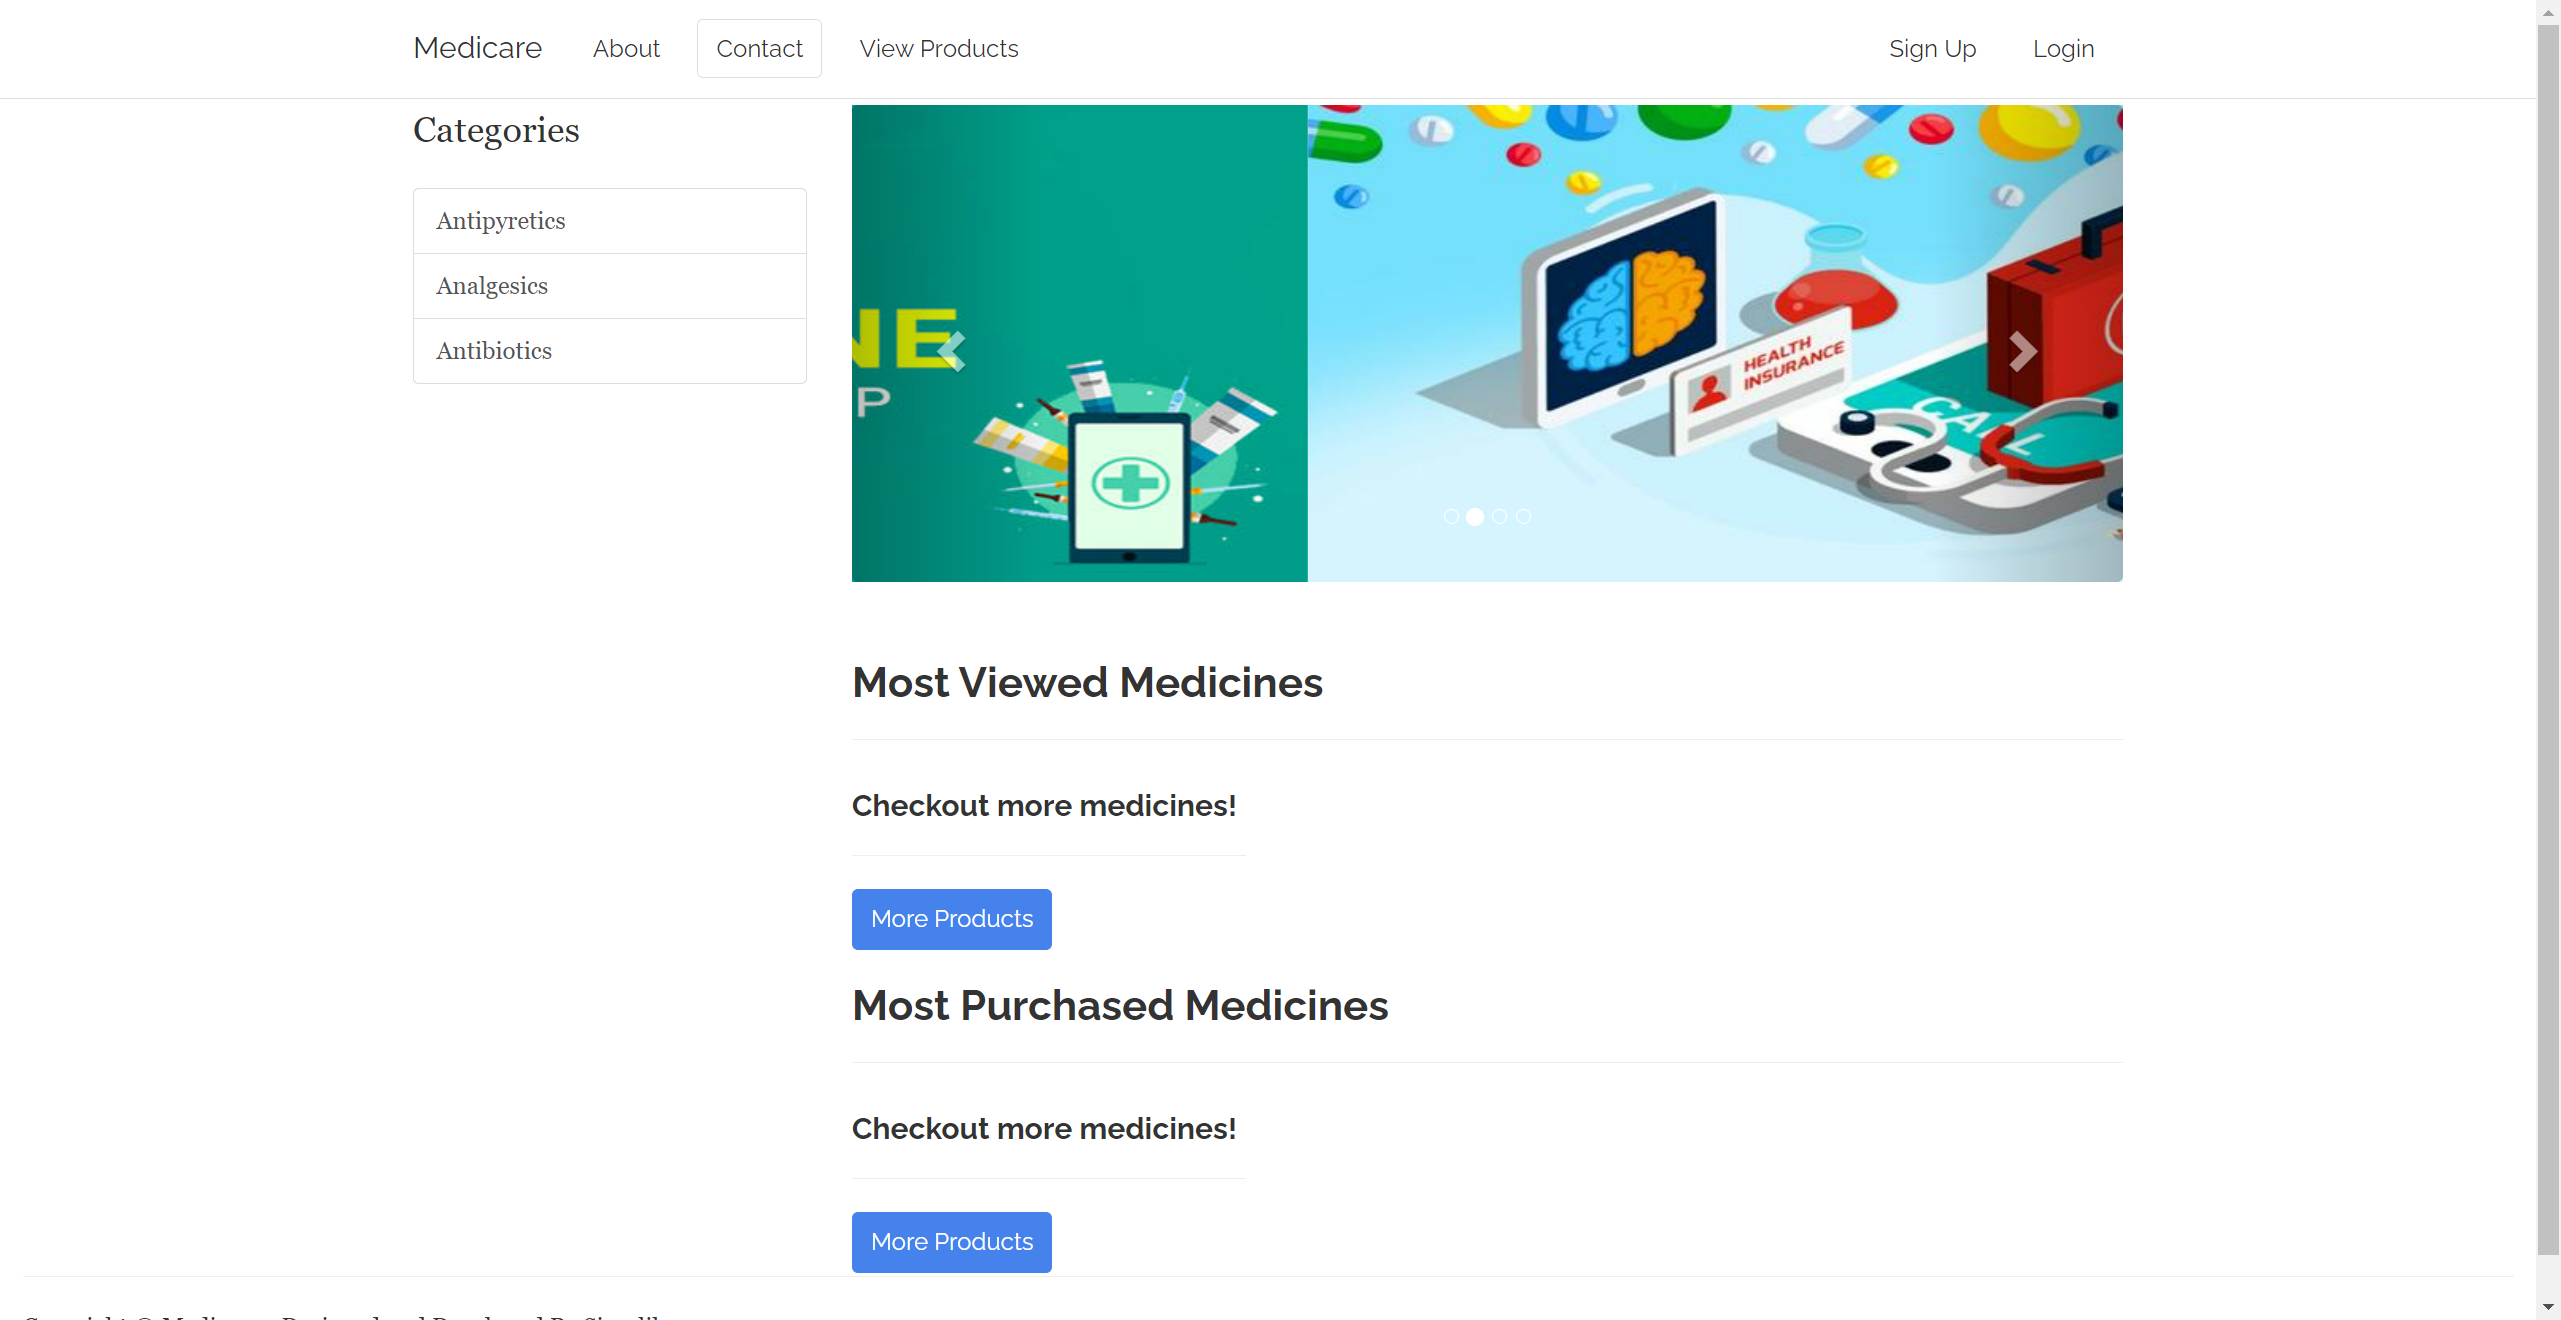 Medicare About Contact View Products Sign Up Login
Categories
Antipyretics
Analgesics
Antibiotics
NE
P
HEALTH
INSURANCE
CALL
Most Viewed Medicines
Checkout more medicines!
More Products
Most Purchased Medicines
Checkout more medicines!
More Products